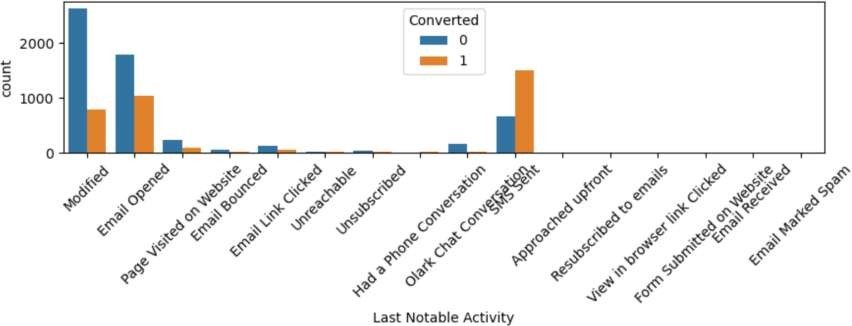 Converted
0
1
count
2000
1000
0
Modified
Email Opened
Page Visited on Website
Email Bounced
Email Link Clicked
Unreachable
Unsubscribed
Had a Phone Conversation
Olark Chat Conversation
SMS Sent
Approached upfront
Resubscribed to emails
View in browser link Clicked
Form Submitted on Website
Email Received
Email Marked Spam
Last Notable Activity